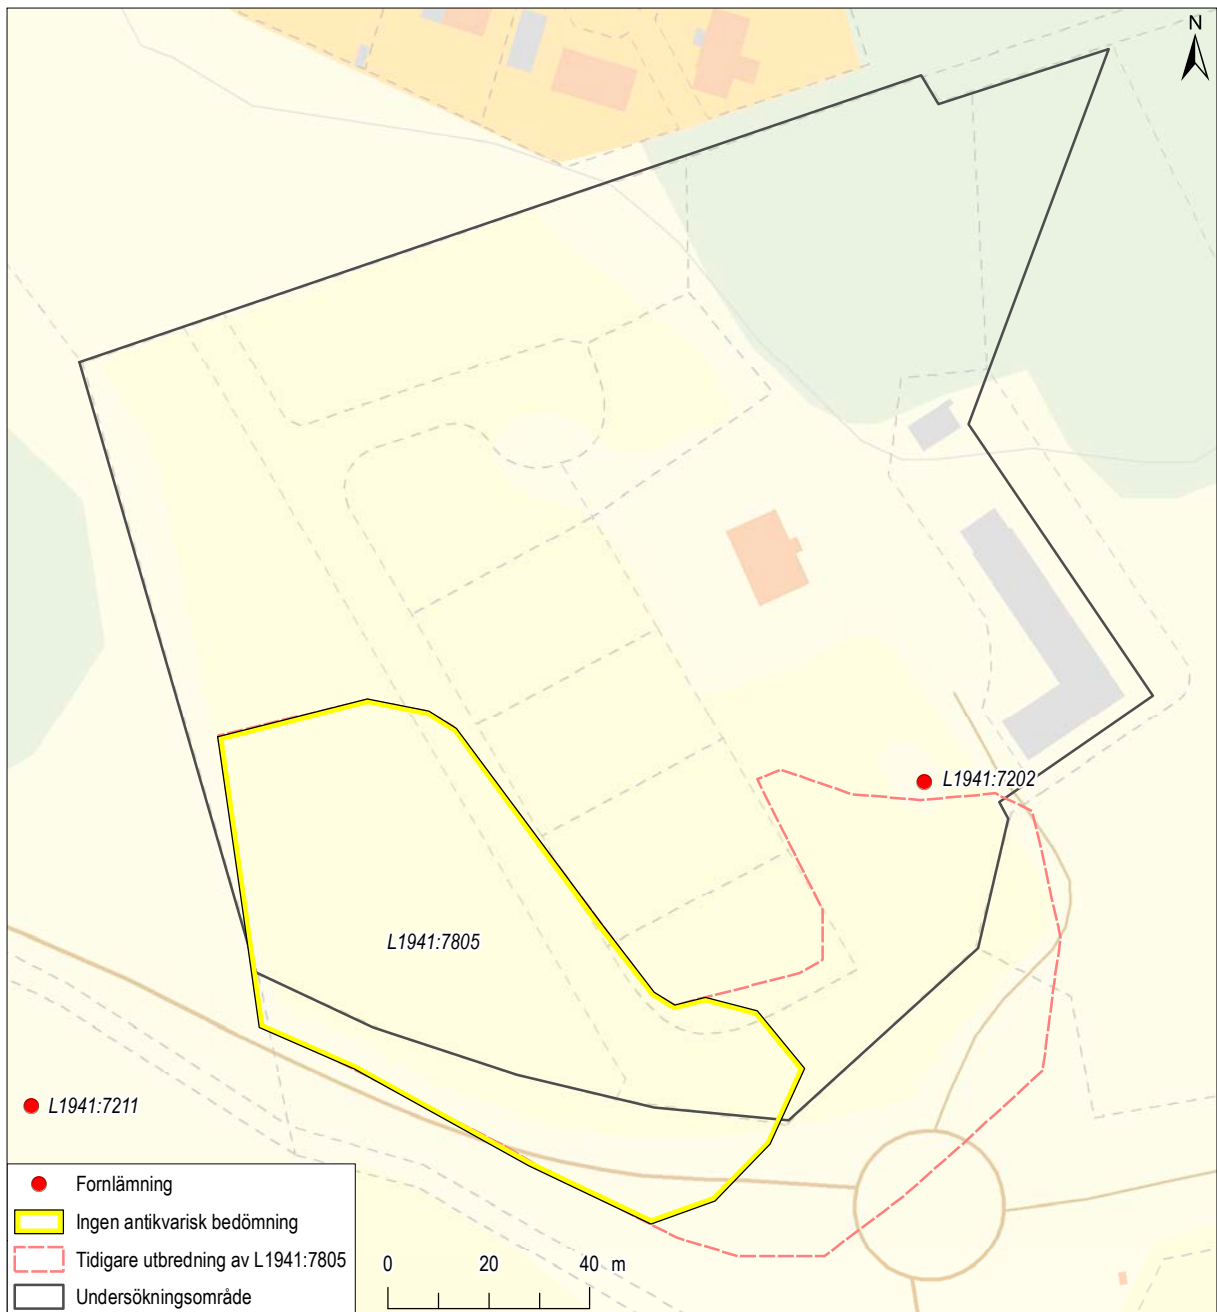 N
L1941:7202
L1941:7805
L1941:7211
Fornlämning
Ingen antikvarisk bedömning
Tidigare utbredning av L1941:7805
Undersökningsområde
0 20 40 m